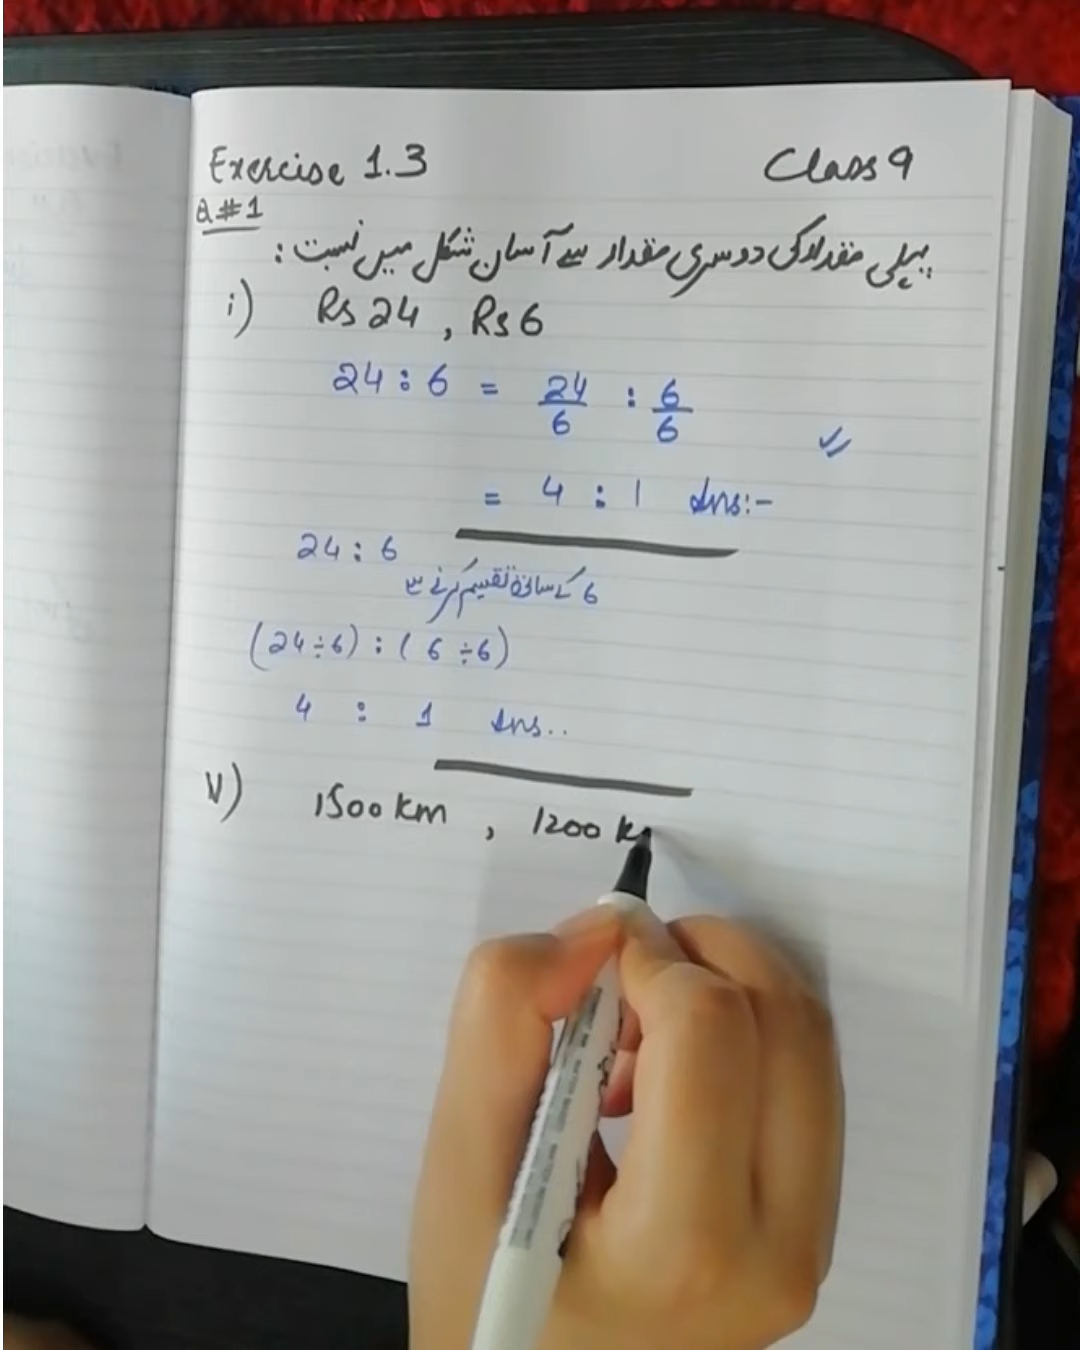 Exercise 1.3 Class 9
Q#1
پہلی مقدار کی دوسری مقدار سے آسان شکل میں نسبت:
i) Rs 24 , Rs 6
24 : 6 = 24/6 : 6/6
= 4 : 1 Ans:-
24 : 6
6 کے ساتھ تقسیم کرنے سے
(24÷6) : (6÷6)
4 : 1 Ans..
V) 1500 km , 1200 k